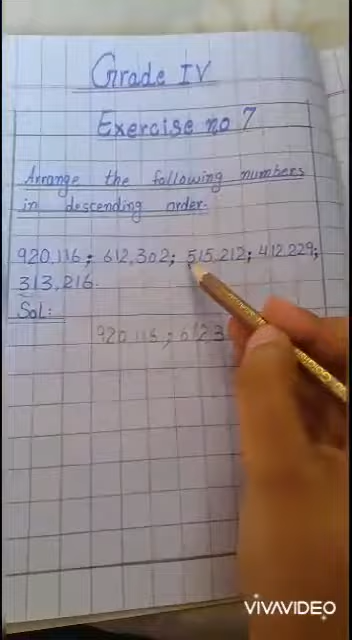 Grade IV
Exercise no 7
Arrange the following numbers
in descending order.
920,116; 612,302; 515,212; 412,229;
313,216.
Sol:
920,116; 612,3
VIVAVIDEO